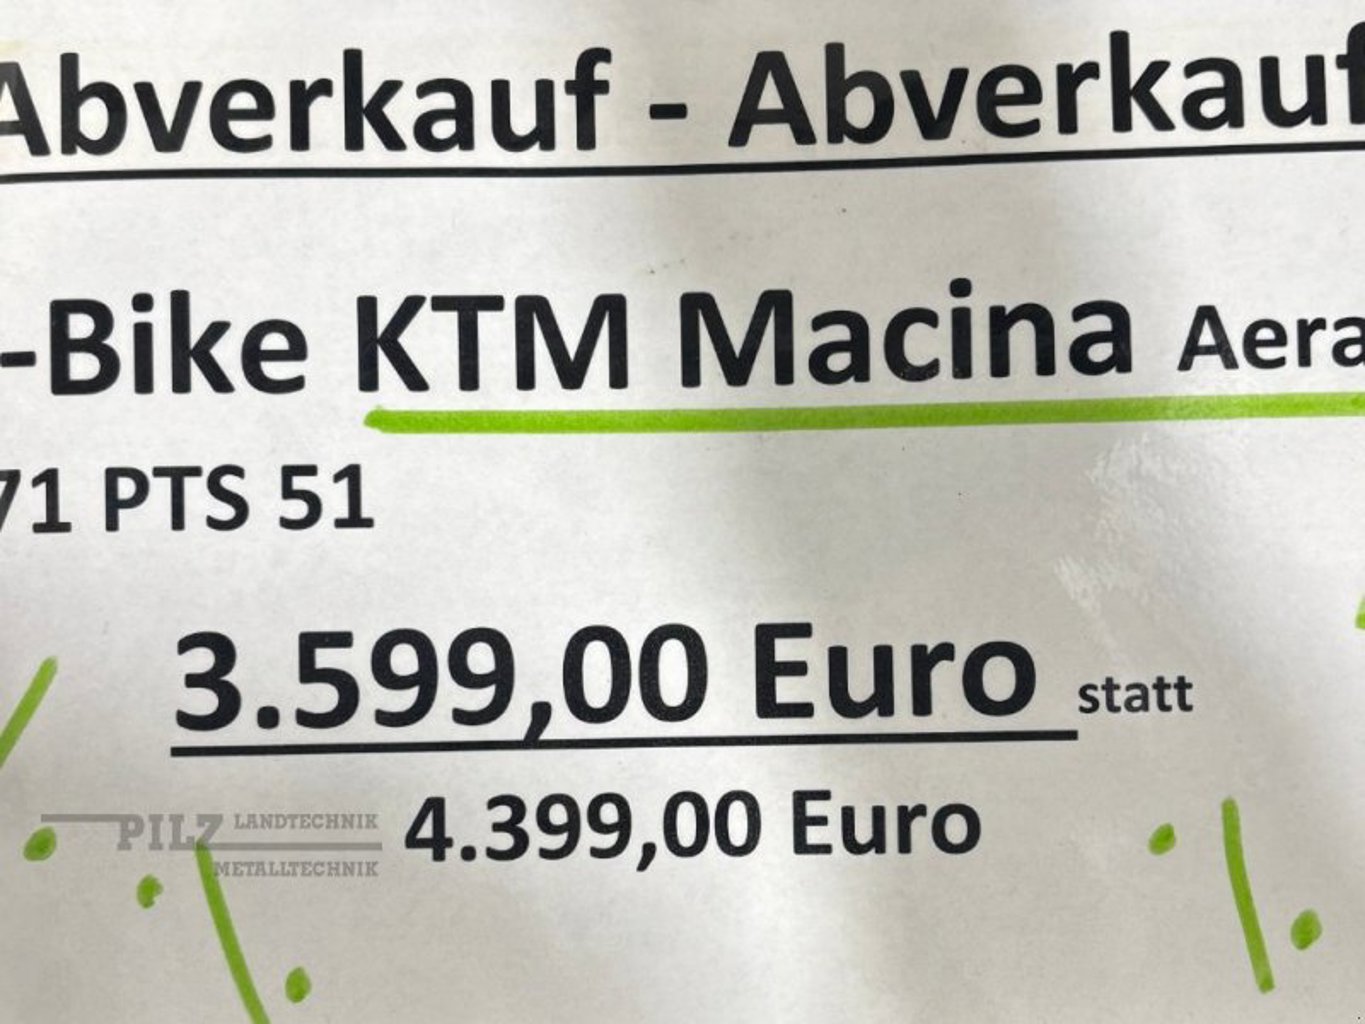 Abverkauf - Abverkauf
-Bike KTM Macina Aera
71 PTS 51
3.599,00 Euro statt
4.399,00 Euro
PILZ LANDTECHNIK
METALLTECHNIK